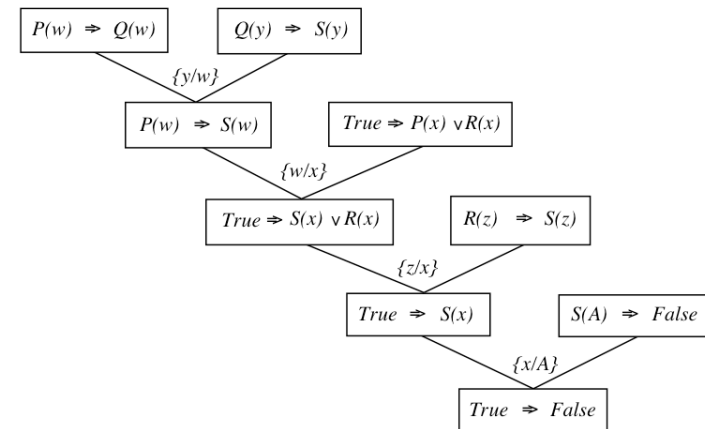 P(w) ⇒ Q(w) Q(y) ⇒ S(y)
{y/w}
P(w) ⇒ S(w) True ⇒ P(x) ∨ R(x)
{w/x}
True ⇒ S(x) ∨ R(x) R(z) ⇒ S(z)
{z/x}
True ⇒ S(x) S(A) ⇒ False
{x/A}
True ⇒ False